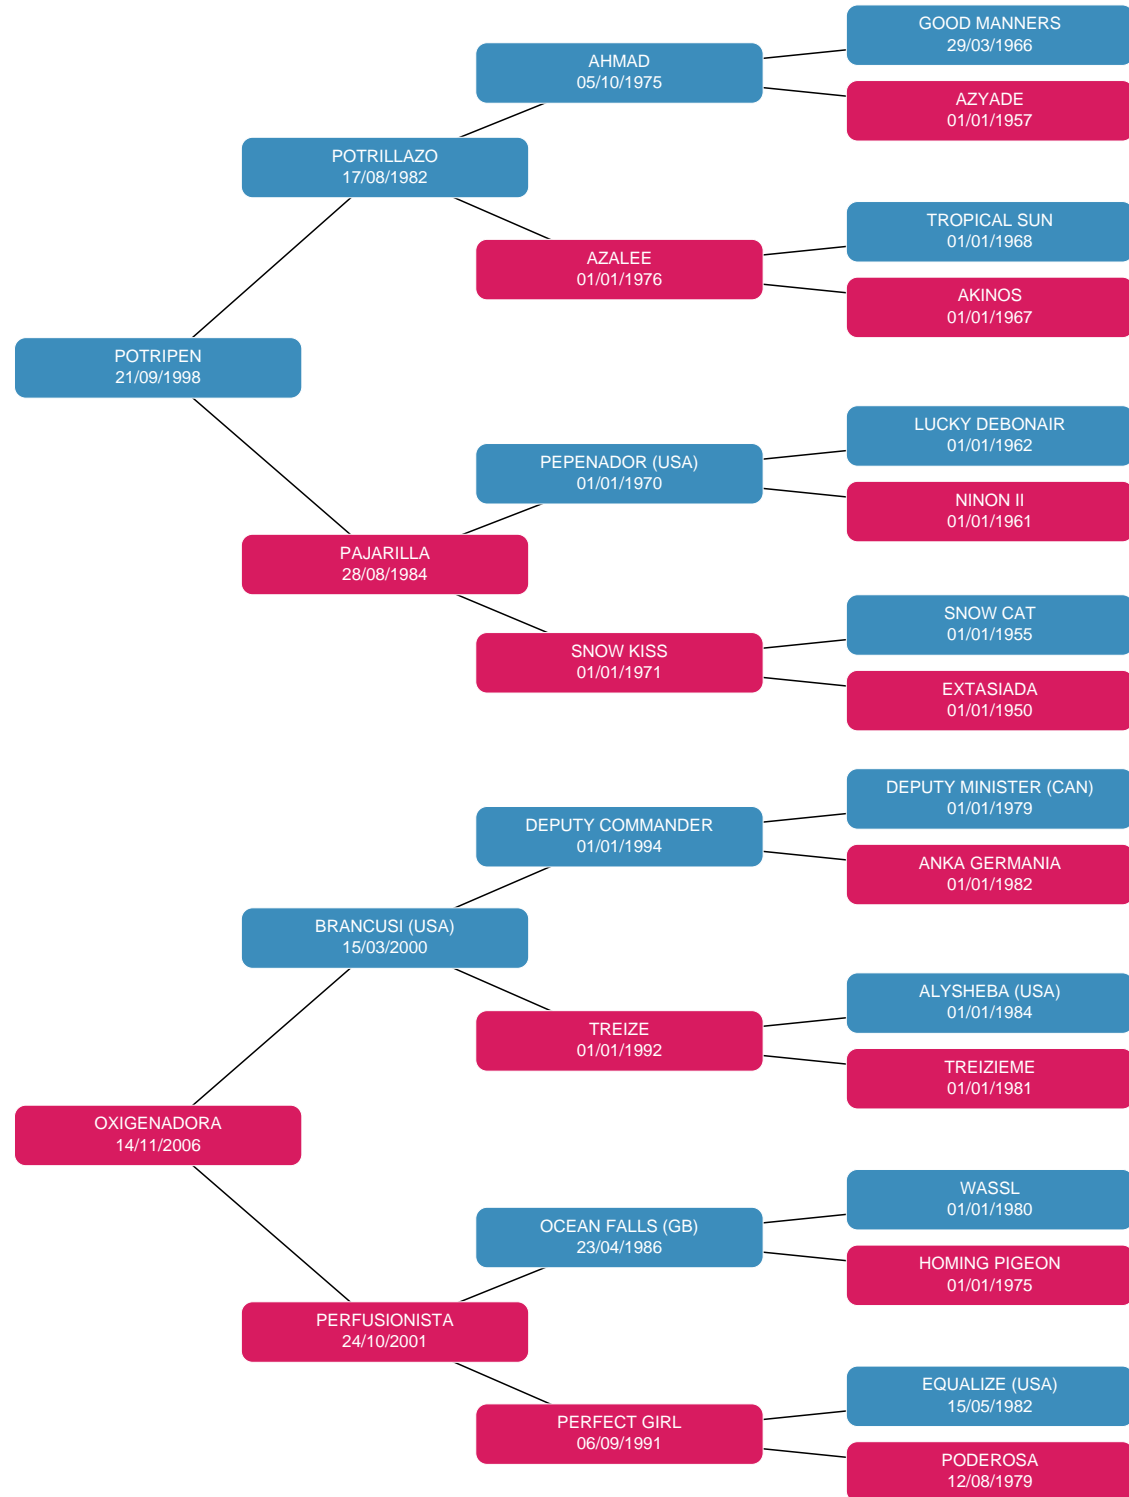 GOOD MANNERS
29/03/1966
AHMAD
05/10/1975
AZYADE
01/01/1957
POTRILLAZO
17/08/1982
TROPICAL SUN
01/01/1968
AZALEE
01/01/1976
AKINOS
01/01/1967
POTRIPEN
21/09/1998
LUCKY DEBONAIR
01/01/1962
PEPENADOR (USA)
01/01/1970
NINON II
01/01/1961
PAJARILLA
28/08/1984
SNOW CAT
01/01/1955
SNOW KISS
01/01/1971
EXTASIADA
01/01/1950
DEPUTY MINISTER (CAN)
01/01/1979
DEPUTY COMMANDER
01/01/1994
ANKA GERMANIA
01/01/1982
BRANCUSI (USA)
15/03/2000
ALYSHEBA (USA)
01/01/1984
TREIZE
01/01/1992
TREIZIEME
01/01/1981
OXIGENADORA
14/11/2006
WASSL
01/01/1980
OCEAN FALLS (GB)
23/04/1986
HOMING PIGEON
01/01/1975
PERFUSIONISTA
24/10/2001
EQUALIZE (USA)
15/05/1982
PERFECT GIRL
06/09/1991
PODEROSA
12/08/1979